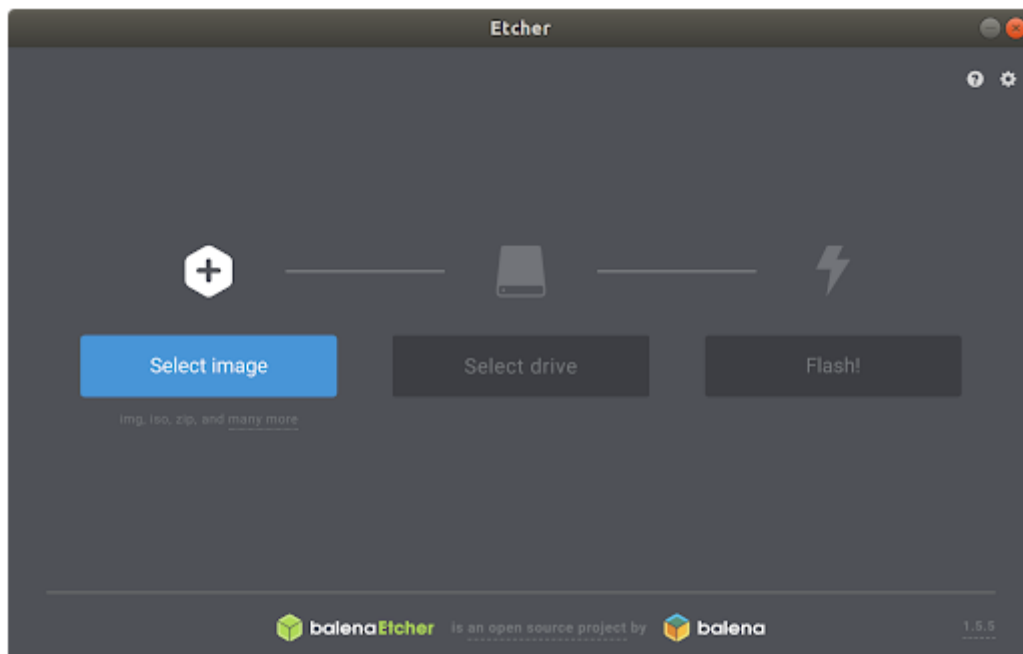 Etcher
Select image
Select drive
Flash!
img, iso, zip, and many more
balenaEtcher is an open source project by balena
1.5.5